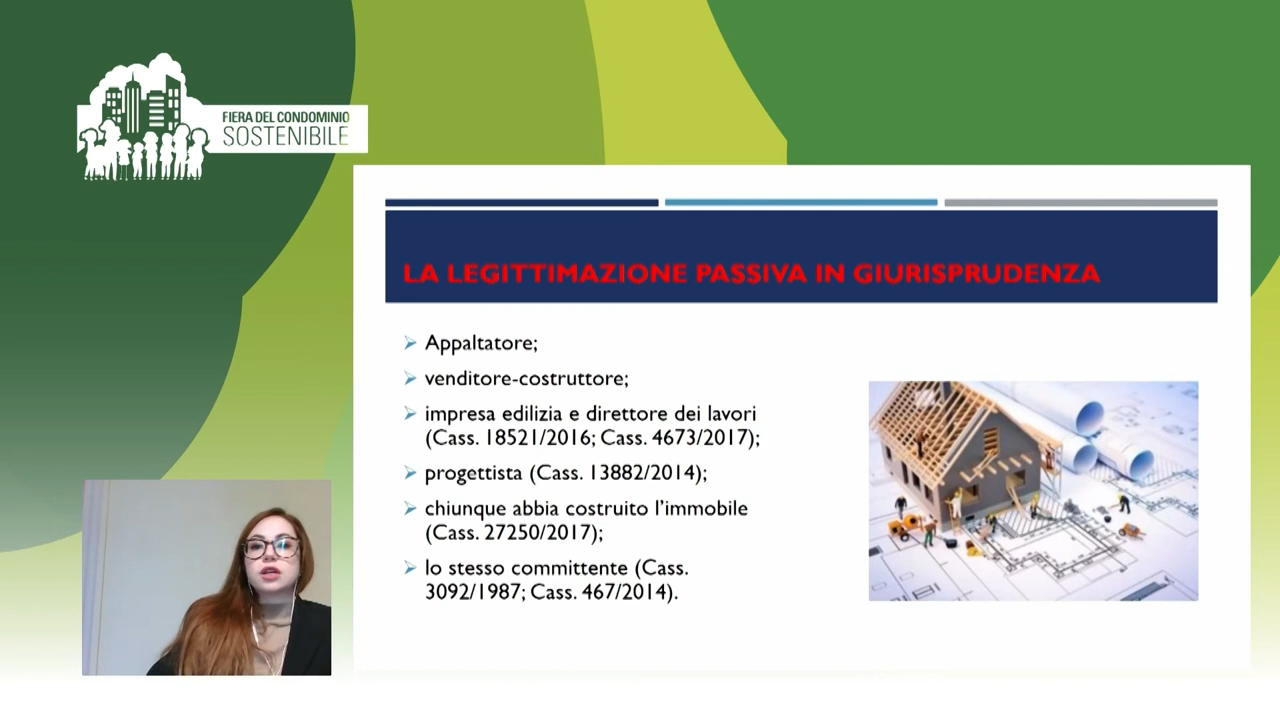 FIERA DEL CONDOMINIO
SOSTENIBILE
LA LEGITTIMAZIONE PASSIVA IN GIURISPRUDENZA
Appaltatore;
venditore-costruttore;
impresa edilizia e direttore dei lavori
(Cass. 18521/2016; Cass. 4673/2017);
progettista (Cass. 13882/2014);
chiunque abbia costruito l’immobile
(Cass. 27250/2017);
lo stesso committente (Cass.
3092/1987; Cass. 467/2014).